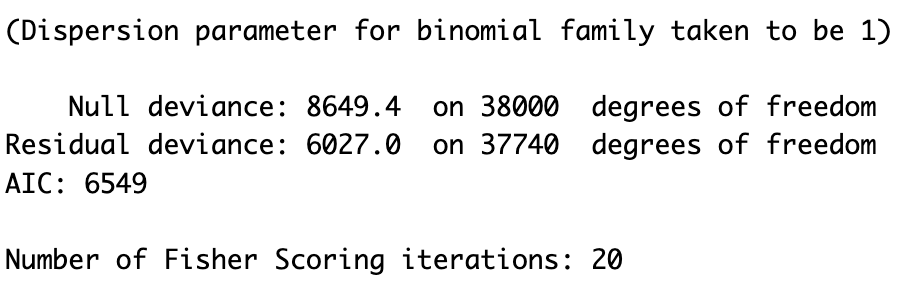 (Dispersion parameter for binomial family taken to be 1)
Null deviance: 8649.4 on 38000 degrees of freedom
Residual deviance: 6027.0 on 37740 degrees of freedom
AIC: 6549
Number of Fisher Scoring iterations: 20